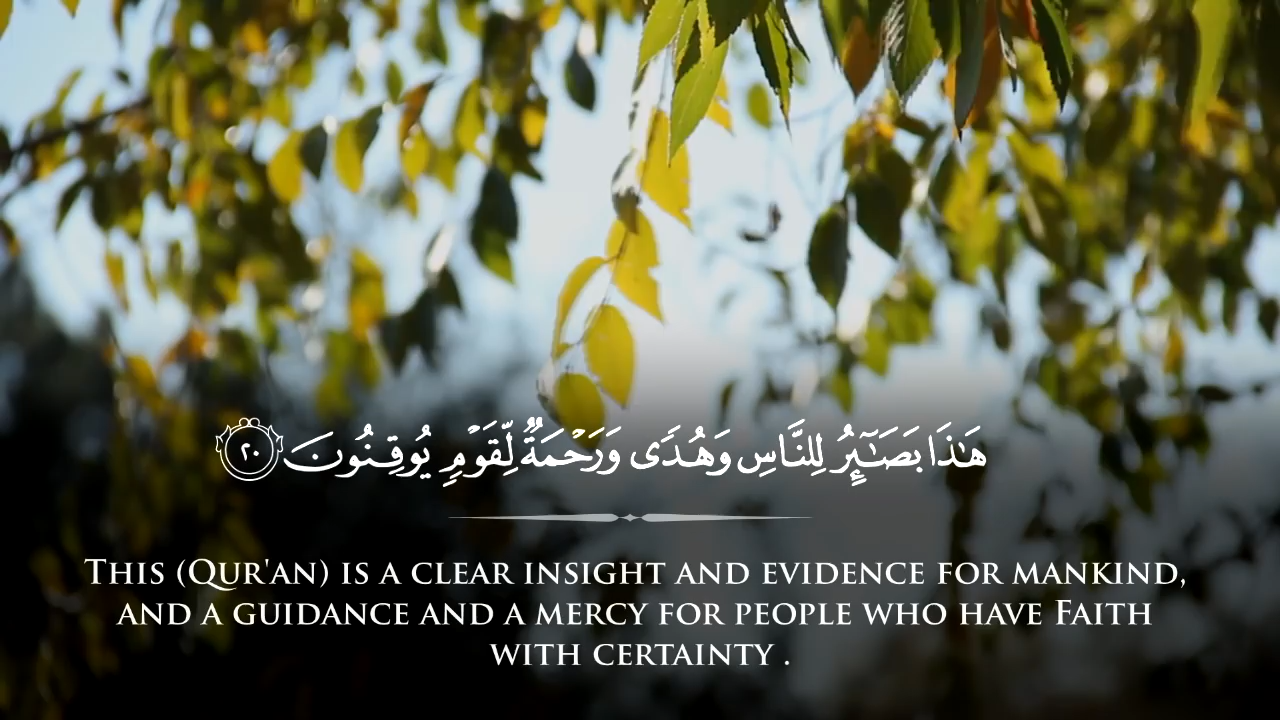 هَـٰذَا بَصَـٰٓئِرُ لِلنَّاسِ وَهُدًى وَرَحْمَةٌ لِّقَوْمٍ يُوقِنُونَ ٢٠
THIS (QUR'AN) IS A CLEAR INSIGHT AND EVIDENCE FOR MANKIND,
AND A GUIDANCE AND A MERCY FOR PEOPLE WHO HAVE FAITH
WITH CERTAINTY .